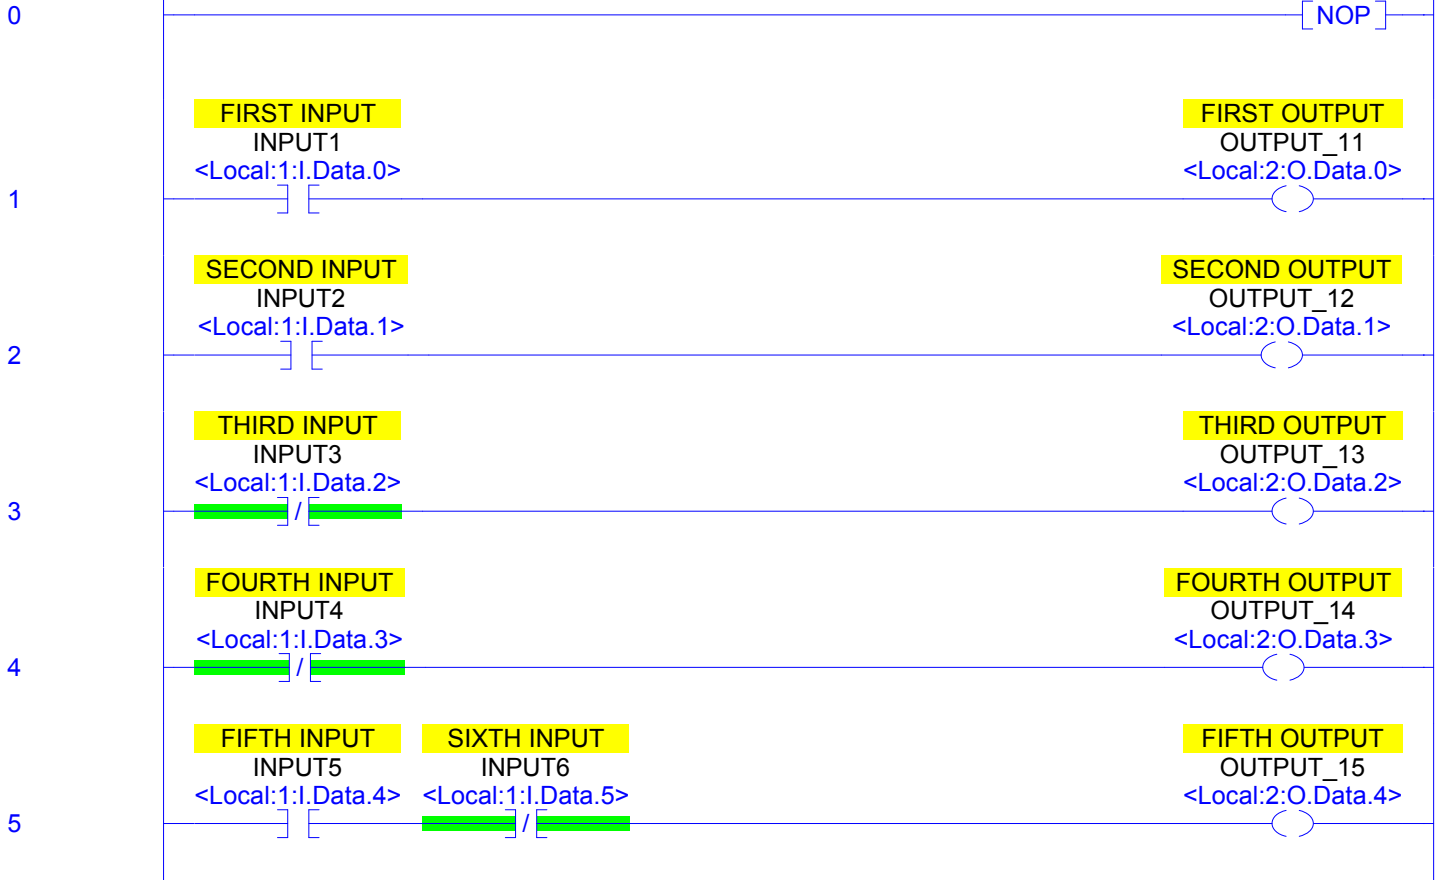 0
NOP
FIRST INPUT
INPUT1
<Local:1:I.Data.0>
FIRST OUTPUT
OUTPUT_11
<Local:2:O.Data.0>
1
SECOND INPUT
INPUT2
<Local:1:I.Data.1>
SECOND OUTPUT
OUTPUT_12
<Local:2:O.Data.1>
2
THIRD INPUT
INPUT3
<Local:1:I.Data.2>
/
THIRD OUTPUT
OUTPUT_13
<Local:2:O.Data.2>
3
FOURTH INPUT
INPUT4
<Local:1:I.Data.3>
/
FOURTH OUTPUT
OUTPUT_14
<Local:2:O.Data.3>
4
FIFTH INPUT
INPUT5
<Local:1:I.Data.4>
SIXTH INPUT
INPUT6
<Local:1:I.Data.5>
/
FIFTH OUTPUT
OUTPUT_15
<Local:2:O.Data.4>
5